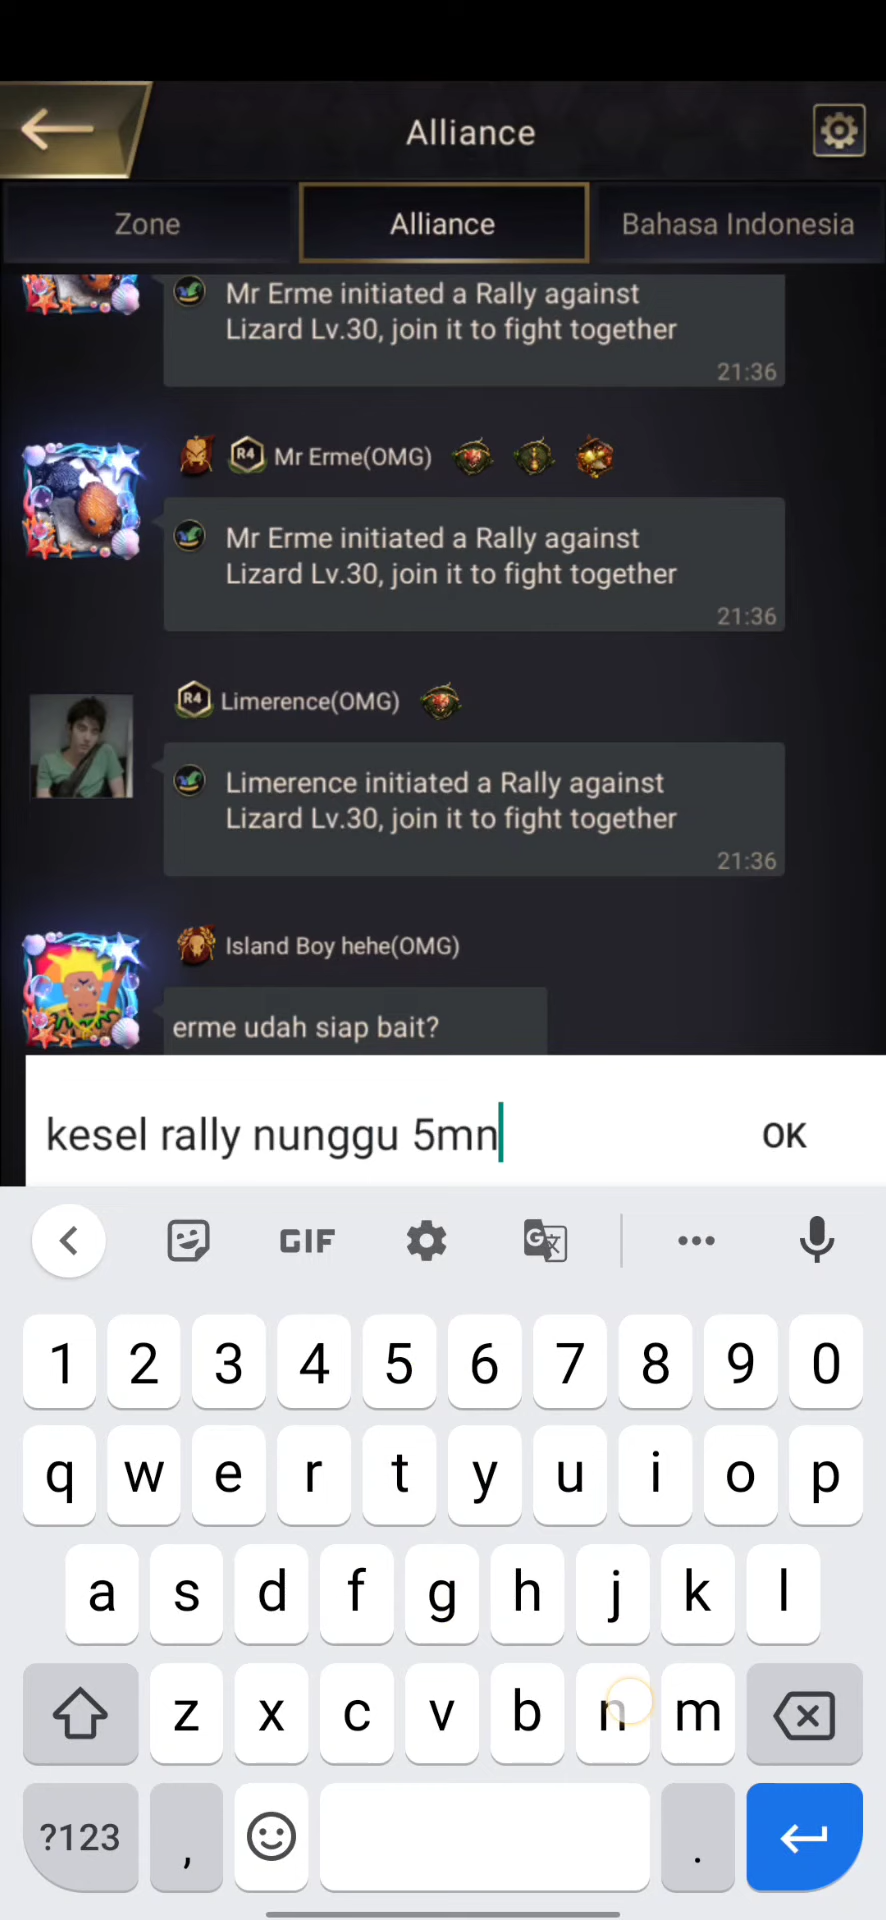 Alliance
Zone
Alliance
Bahasa Indonesia
Mr Erme initiated a Rally against
Lizard Lv.30, join it to fight together
21:36
R4 Mr Erme(OMG)
Mr Erme initiated a Rally against
Lizard Lv.30, join it to fight together
21:36
R4 Limerence(OMG)
Limerence initiated a Rally against
Lizard Lv.30, join it to fight together
21:36
Island Boy hehe(OMG)
erme udah siap bait?
kesel rally nunggu 5mn
OK
GIF
G文
1 2 3 4 5 6 7 8 9 0
q w e r t y u i o p
a s d f g h j k l
z x c v b n m
?123 , .